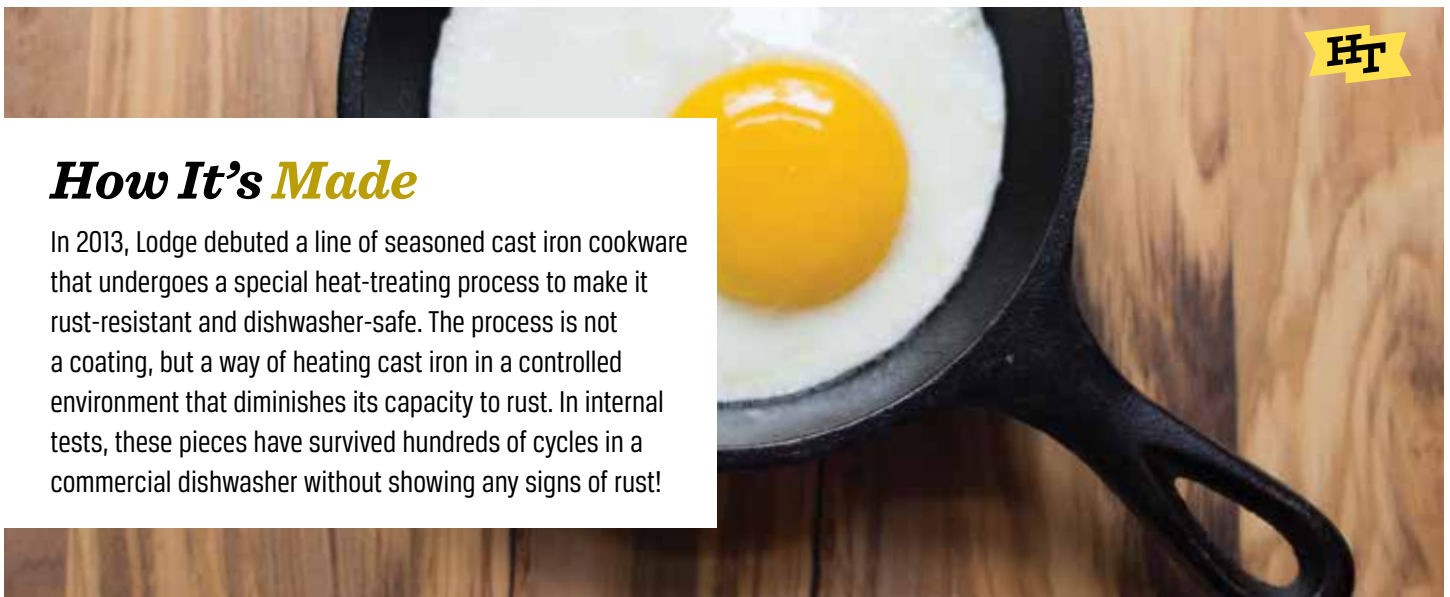 HT
How It's Made
In 2013, Lodge debuted a line of seasoned cast iron cookware
that undergoes a special heat-treating process to make it
rust-resistant and dishwasher-safe. The process is not
a coating, but a way of heating cast iron in a controlled
environment that diminishes its capacity to rust. In internal
tests, these pieces have survived hundreds of cycles in a
commercial dishwasher without showing any signs of rust!